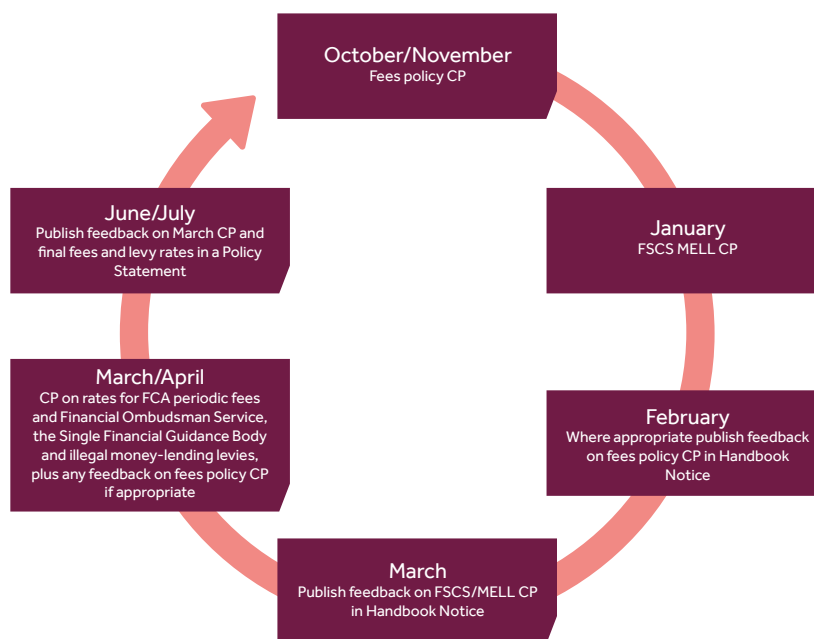 October/November
Fees policy CP
January
FSCS MELL CP
February
Where appropriate publish feedback
on fees policy CP in Handbook
Notice
March
Publish feedback on FSCS/MELL CP
in Handbook Notice
March/April
CP on rates for FCA periodic fees
and Financial Ombudsman Service,
the Single Financial Guidance Body
and illegal money-lending levies,
plus any feedback on fees policy CP
if appropriate
June/July
Publish feedback on March CP and
final fees and levy rates in a Policy
Statement